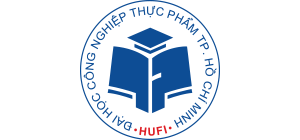 ĐẠI HỌC CÔNG NGHIỆP THỰC PHẨM TP. HỒ CHÍ MINH
• HUFI •